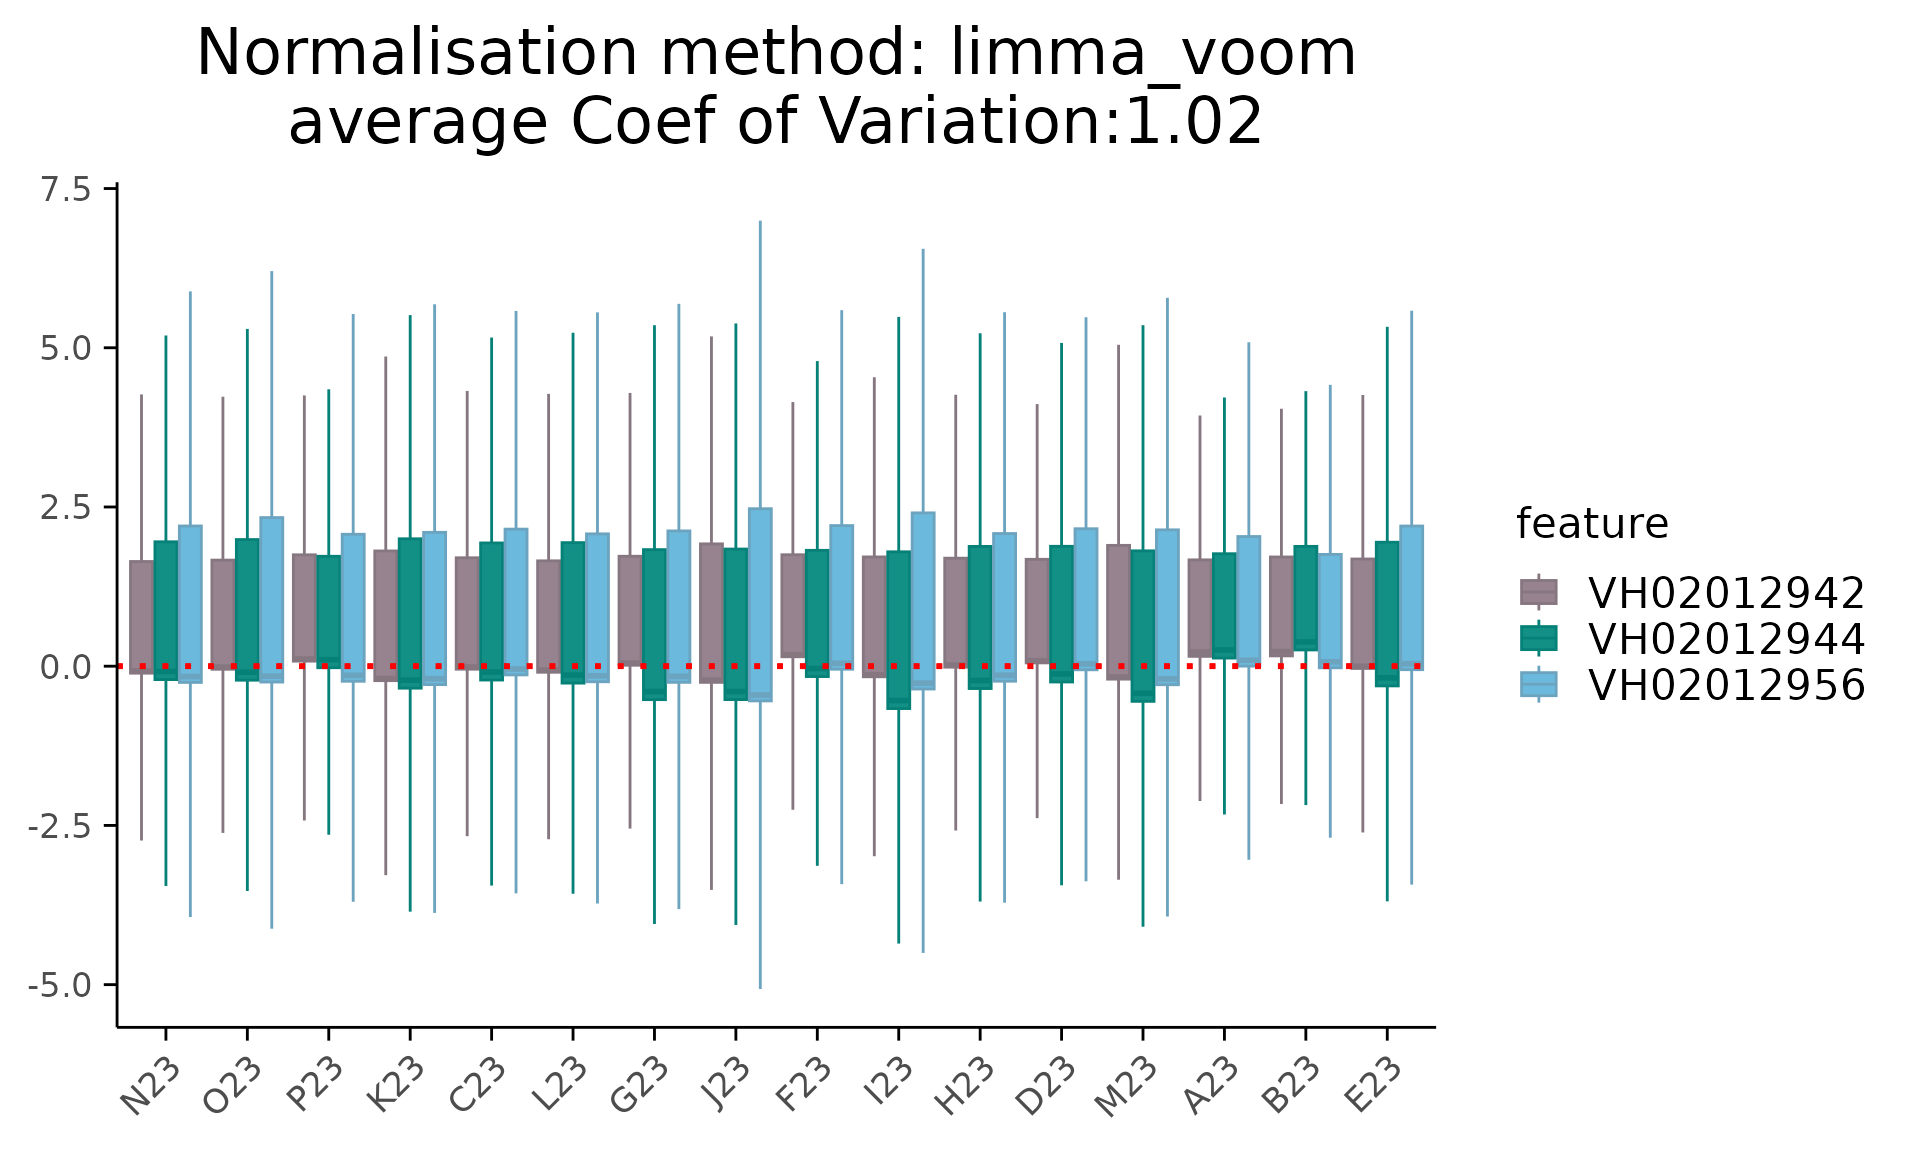 Normalisation method: limma_voom
average Coef of Variation:1.02
7.5
5.0
2.5
0.0
-2.5
-5.0
N23
O23
P23
K23
C23
L23
G23
J23
F23
I23
H23
D23
M23
A23
B23
E23
feature
VH02012942
VH02012944
VH02012956